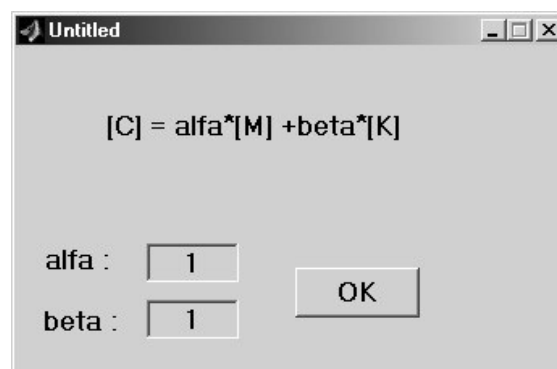 Untitled
[C] = alfa*[M] +beta*[K]
alfa : 1
OK
beta : 1